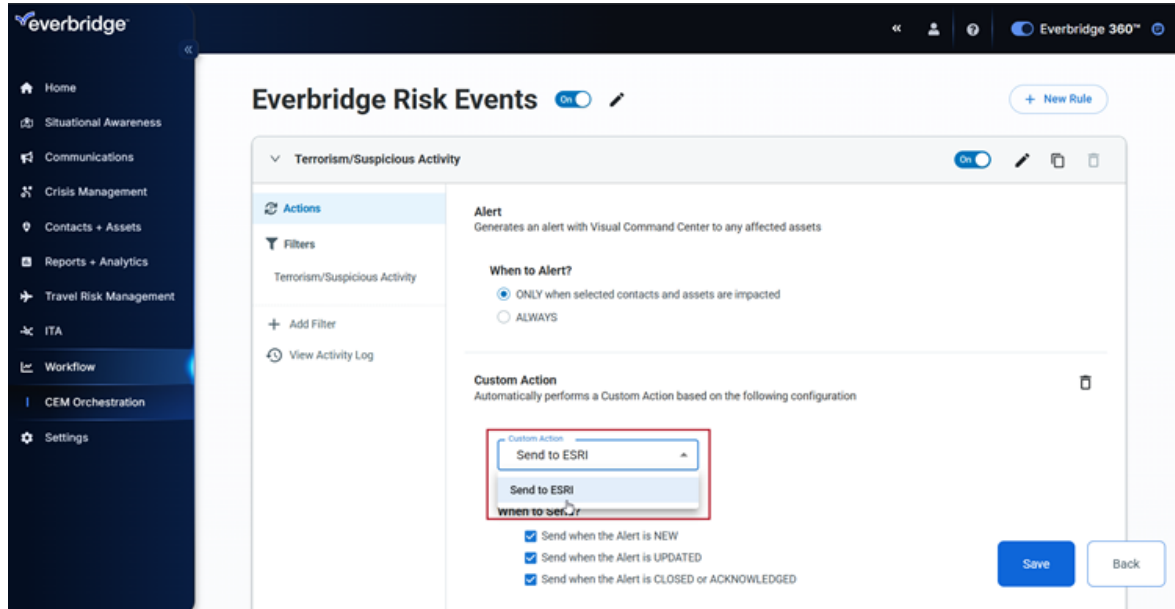 everbridge
Everbridge 360™
Home
Situational Awareness
Communications
Crisis Management
Contacts + Assets
Reports + Analytics
Travel Risk Management
ITA
Workflow
CEM Orchestration
Settings
Everbridge Risk Events On
+ New Rule
Terrorism/Suspicious Activity On
Actions
Filters
Terrorism/Suspicious Activity
+ Add Filter
View Activity Log
Alert
Generates an alert with Visual Command Center to any affected assets
When to Alert?
ONLY when selected contacts and assets are impacted
ALWAYS
Custom Action
Automatically performs a Custom Action based on the following configuration
Custom Action
Send to ESRI
Send to ESRI
When to Send?
Send when the Alert is NEW
Send when the Alert is UPDATED
Send when the Alert is CLOSED or ACKNOWLEDGED
Save
Back